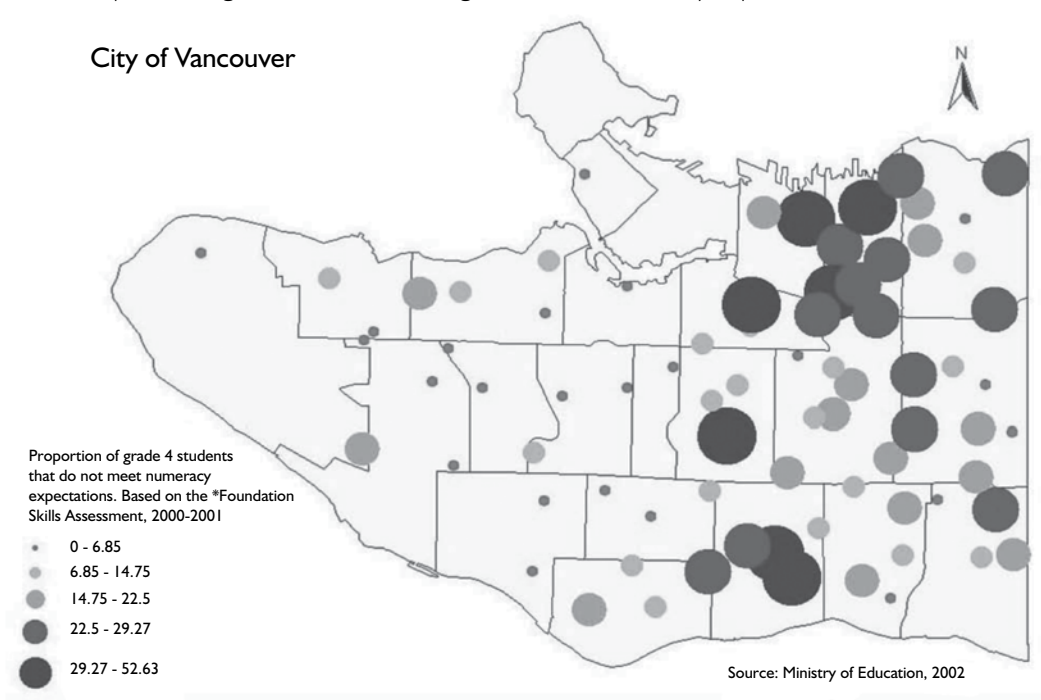 City of Vancouver
N
Proportion of grade 4 students
that do not meet numeracy
expectations. Based on the *Foundation
Skills Assessment, 2000-2001
0 - 6.85
6.85 - 14.75
14.75 - 22.5
22.5 - 29.27
29.27 - 52.63
Source: Ministry of Education, 2002